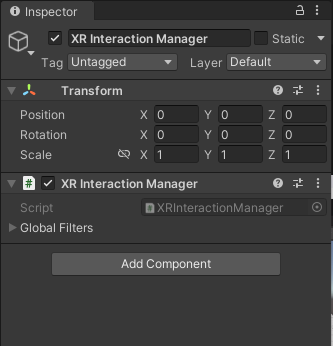 Inspector
XR Interaction Manager Static
Tag Untagged Layer Default
Transform
Position X 0 Y 0 Z 0
Rotation X 0 Y 0 Z 0
Scale X 1 Y 1 Z 1
# XR Interaction Manager
Script # XRInteractionManager
Global Filters
Add Component